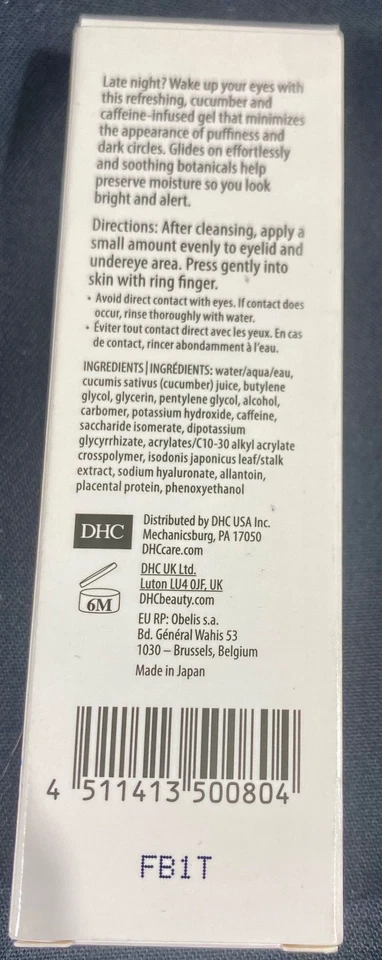 Late night? Wake up your eyes with
this refreshing, cucumber and
caffeine-infused gel that minimizes
the appearance of puffiness and
dark circles. Glides on effortlessly
and soothing botanicals help
preserve moisture so you look
bright and alert.
Directions: After cleansing, apply a
small amount evenly to eyelid and
undereye area. Press gently into
skin with ring finger.
• Avoid direct contact with eyes. If contact does
occur, rinse thoroughly with water.
• Éviter tout contact direct avec les yeux. En cas
de contact, rincer abondamment à l'eau.
INGREDIENTS | INGRÉDIENTS: water/aqua/eau,
cucumis sativus (cucumber) juice, butylene
glycol, glycerin, pentylene glycol, alcohol,
carbomer, potassium hydroxide, caffeine,
saccharide isomerate, dipotassium
glycyrrhizate, acrylates/C10-30 alkyl acrylate
crosspolymer, isodonis japonicus leaf/stalk
extract, sodium hyaluronate, allantoin,
placental protein, phenoxyethanol
DHC
Distributed by DHC USA Inc.
Mechanicsburg, PA 17050
DHCcare.com
DHC UK Ltd.
Luton LU4 0JF, UK
DHCbeauty.com
6M
EU RP: Obelis s.a.
Bd. Général Wahis 53
1030 – Brussels, Belgium
Made in Japan
4 511413 500804
FB1T